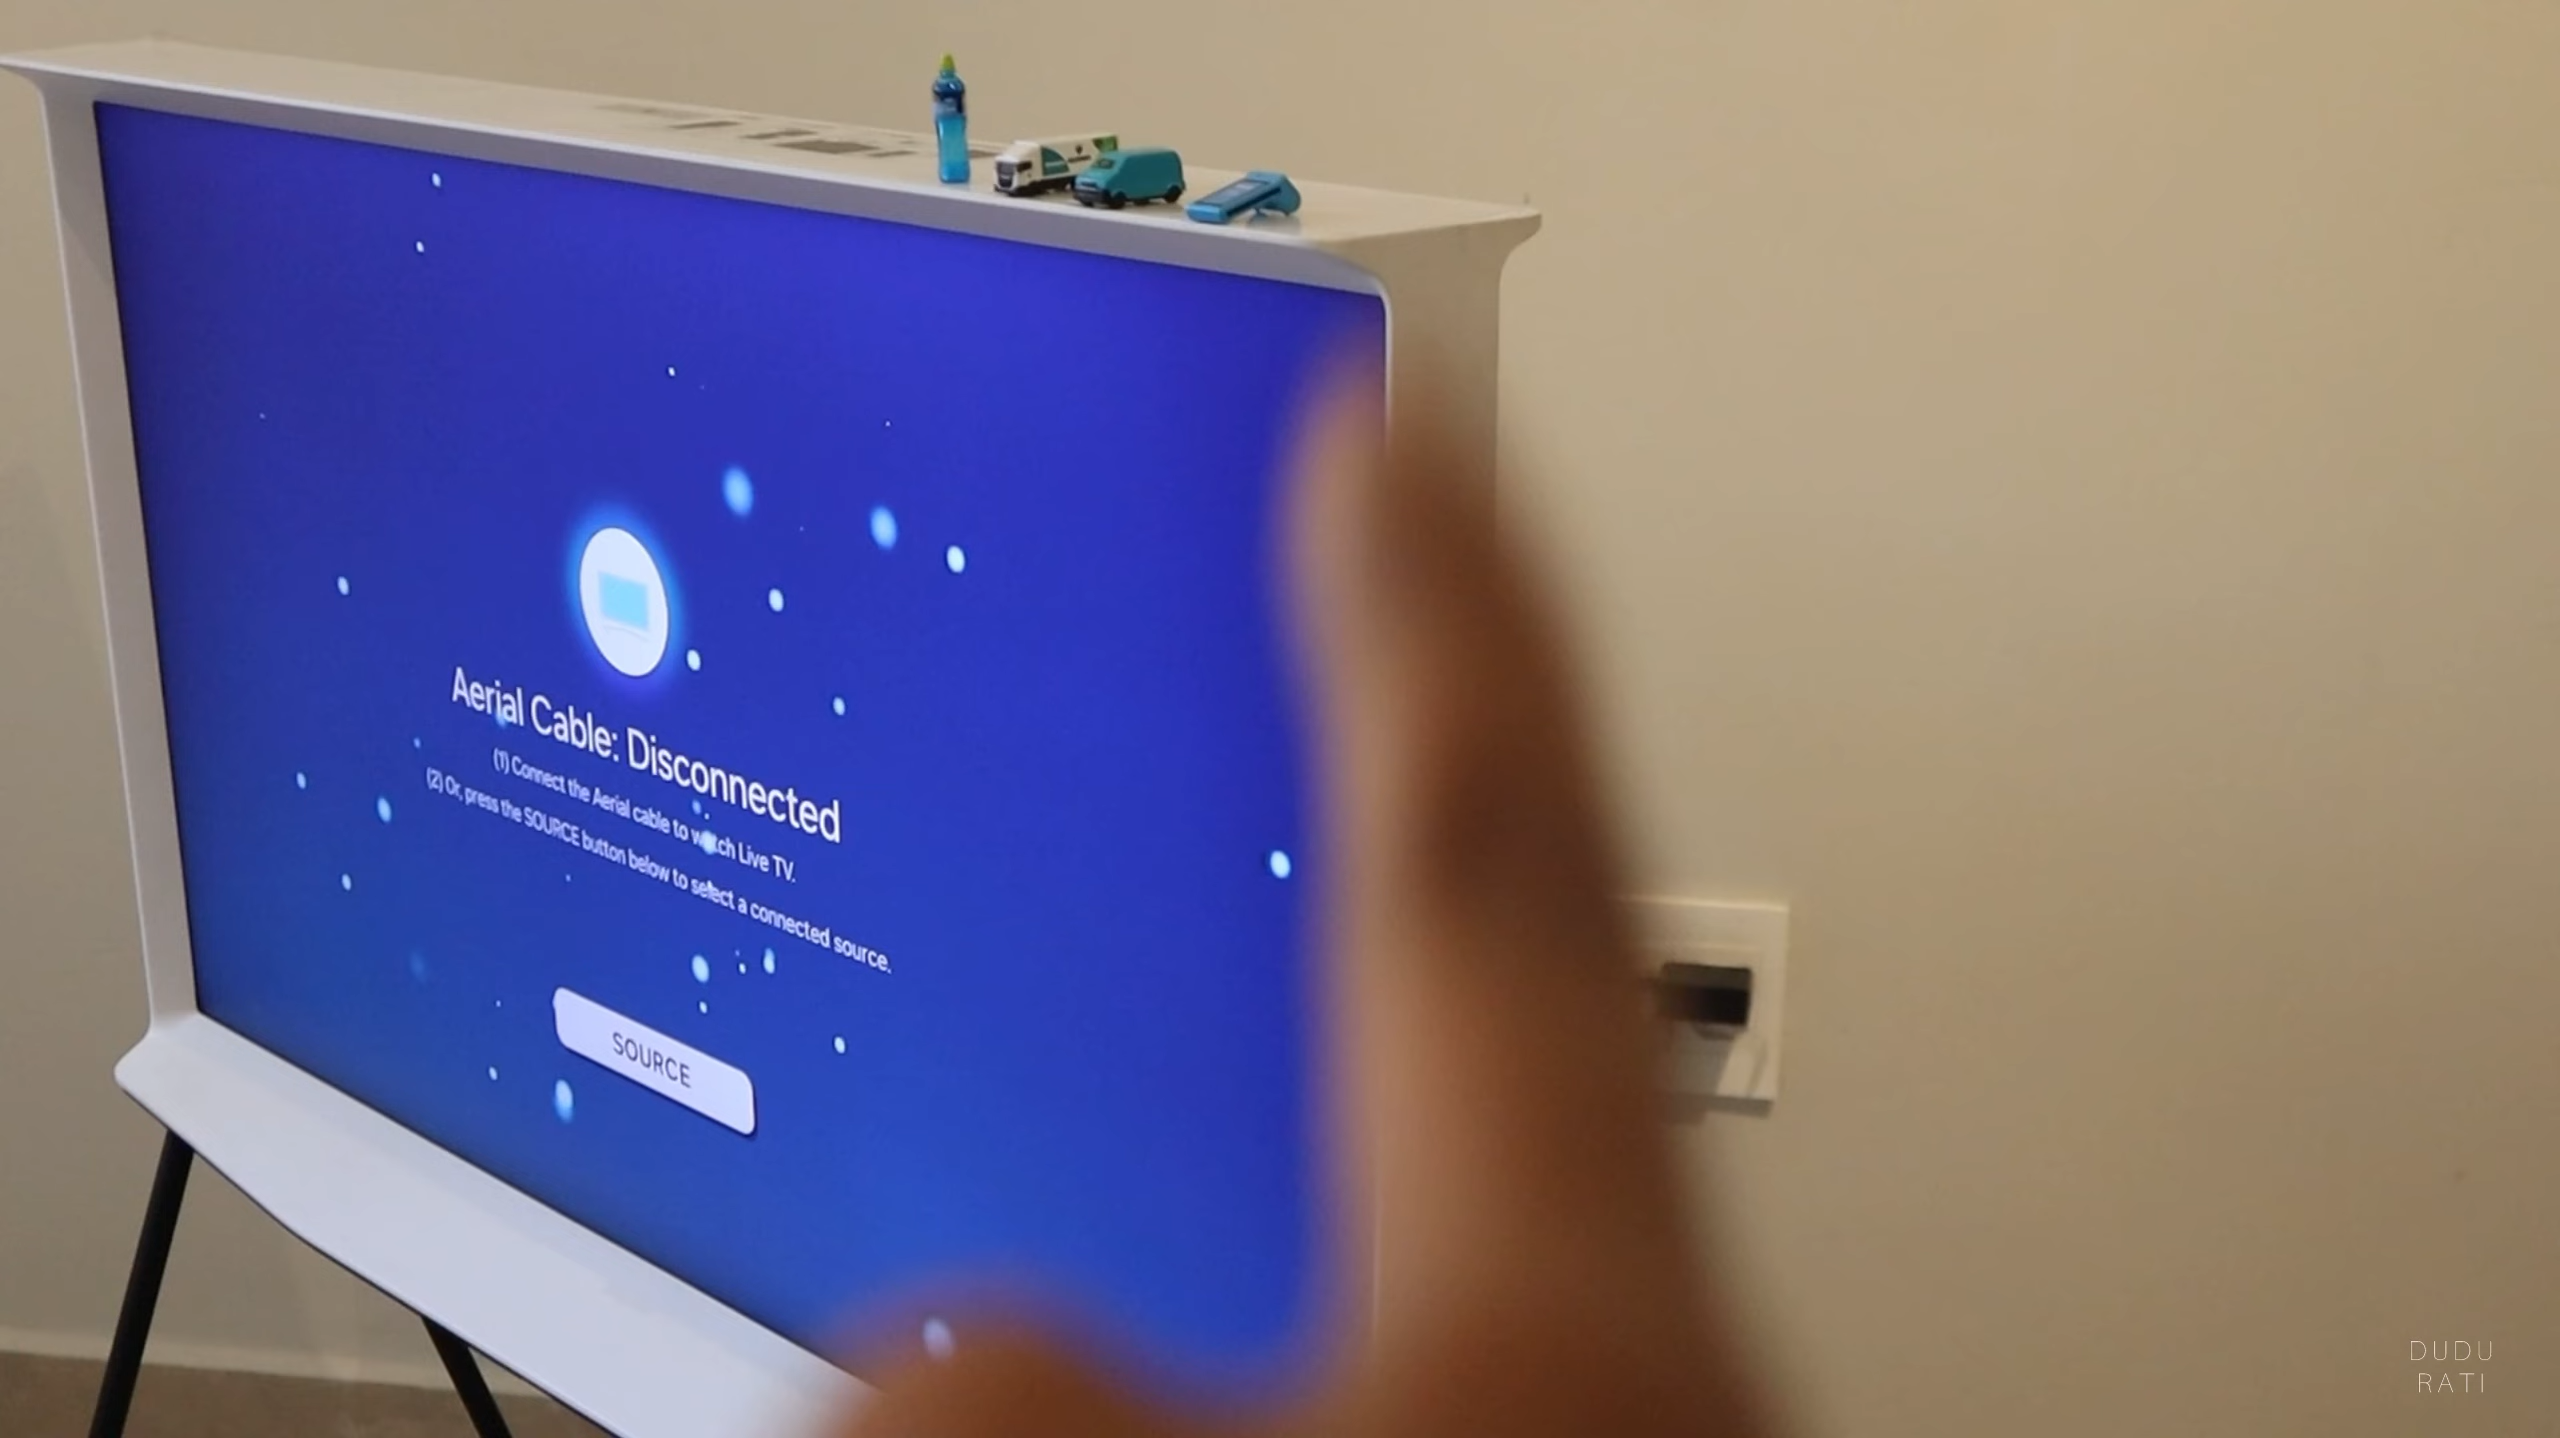 Aerial Cable: Disconnected
(1) Connect the Aerial cable to watch Live TV.
(2) Or, press the SOURCE button below to select a connected source.
SOURCE
DUDU
RATI